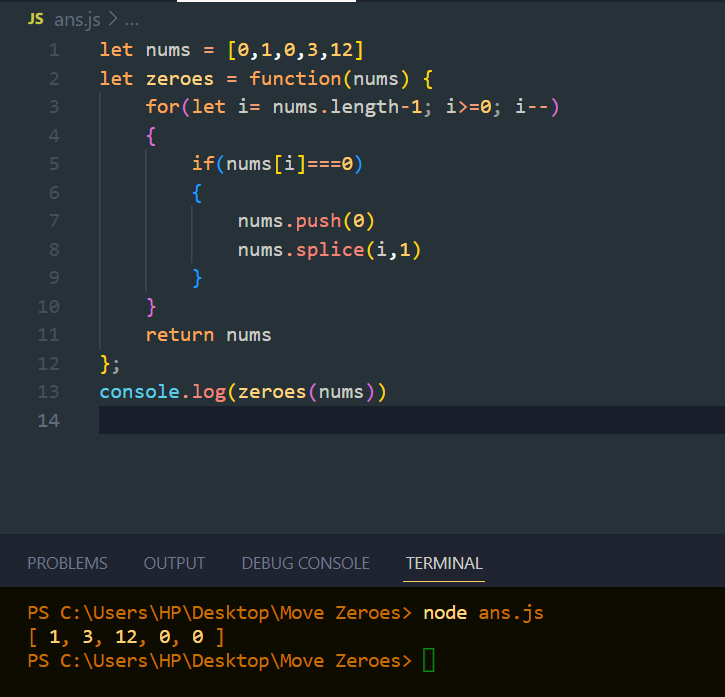 JS ans.js > ...
1 let nums = [0,1,0,3,12]
2 let zeroes = function(nums) {
3 for(let i= nums.length-1; i>=0; i--)
4 {
5 if(nums[i]===0)
6 {
7 nums.push(0)
8 nums.splice(i,1)
9 }
10 }
11 return nums
12 };
13 console.log(zeroes(nums))
14
PROBLEMS OUTPUT DEBUG CONSOLE TERMINAL
PS C:\Users\HP\Desktop\Move Zeroes> node ans.js
[ 1, 3, 12, 0, 0 ]
PS C:\Users\HP\Desktop\Move Zeroes>